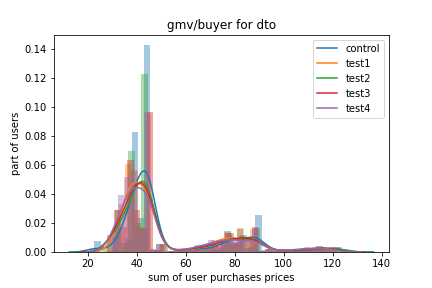 gmv/buyer for dto
control
test1
test2
test3
test4
part of users
0.14
0.12
0.10
0.08
0.06
0.04
0.02
0.00
20 40 60 80 100 120 140
sum of user purchases prices